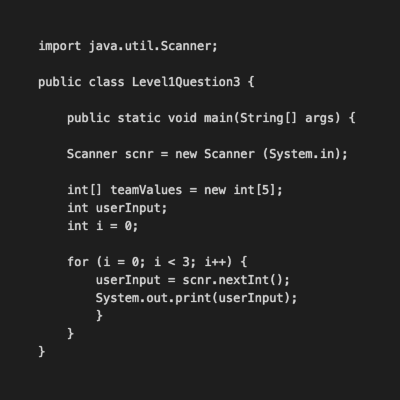 import java.util.Scanner;
public class Level1Question3 {
public static void main(String[] args) {
Scanner scnr = new Scanner (System.in);
int[] teamValues = new int[5];
int userInput;
int i = 0;
for (i = 0; i < 3; i++) {
userInput = scnr.nextInt();
System.out.print(userInput);
}
}
}